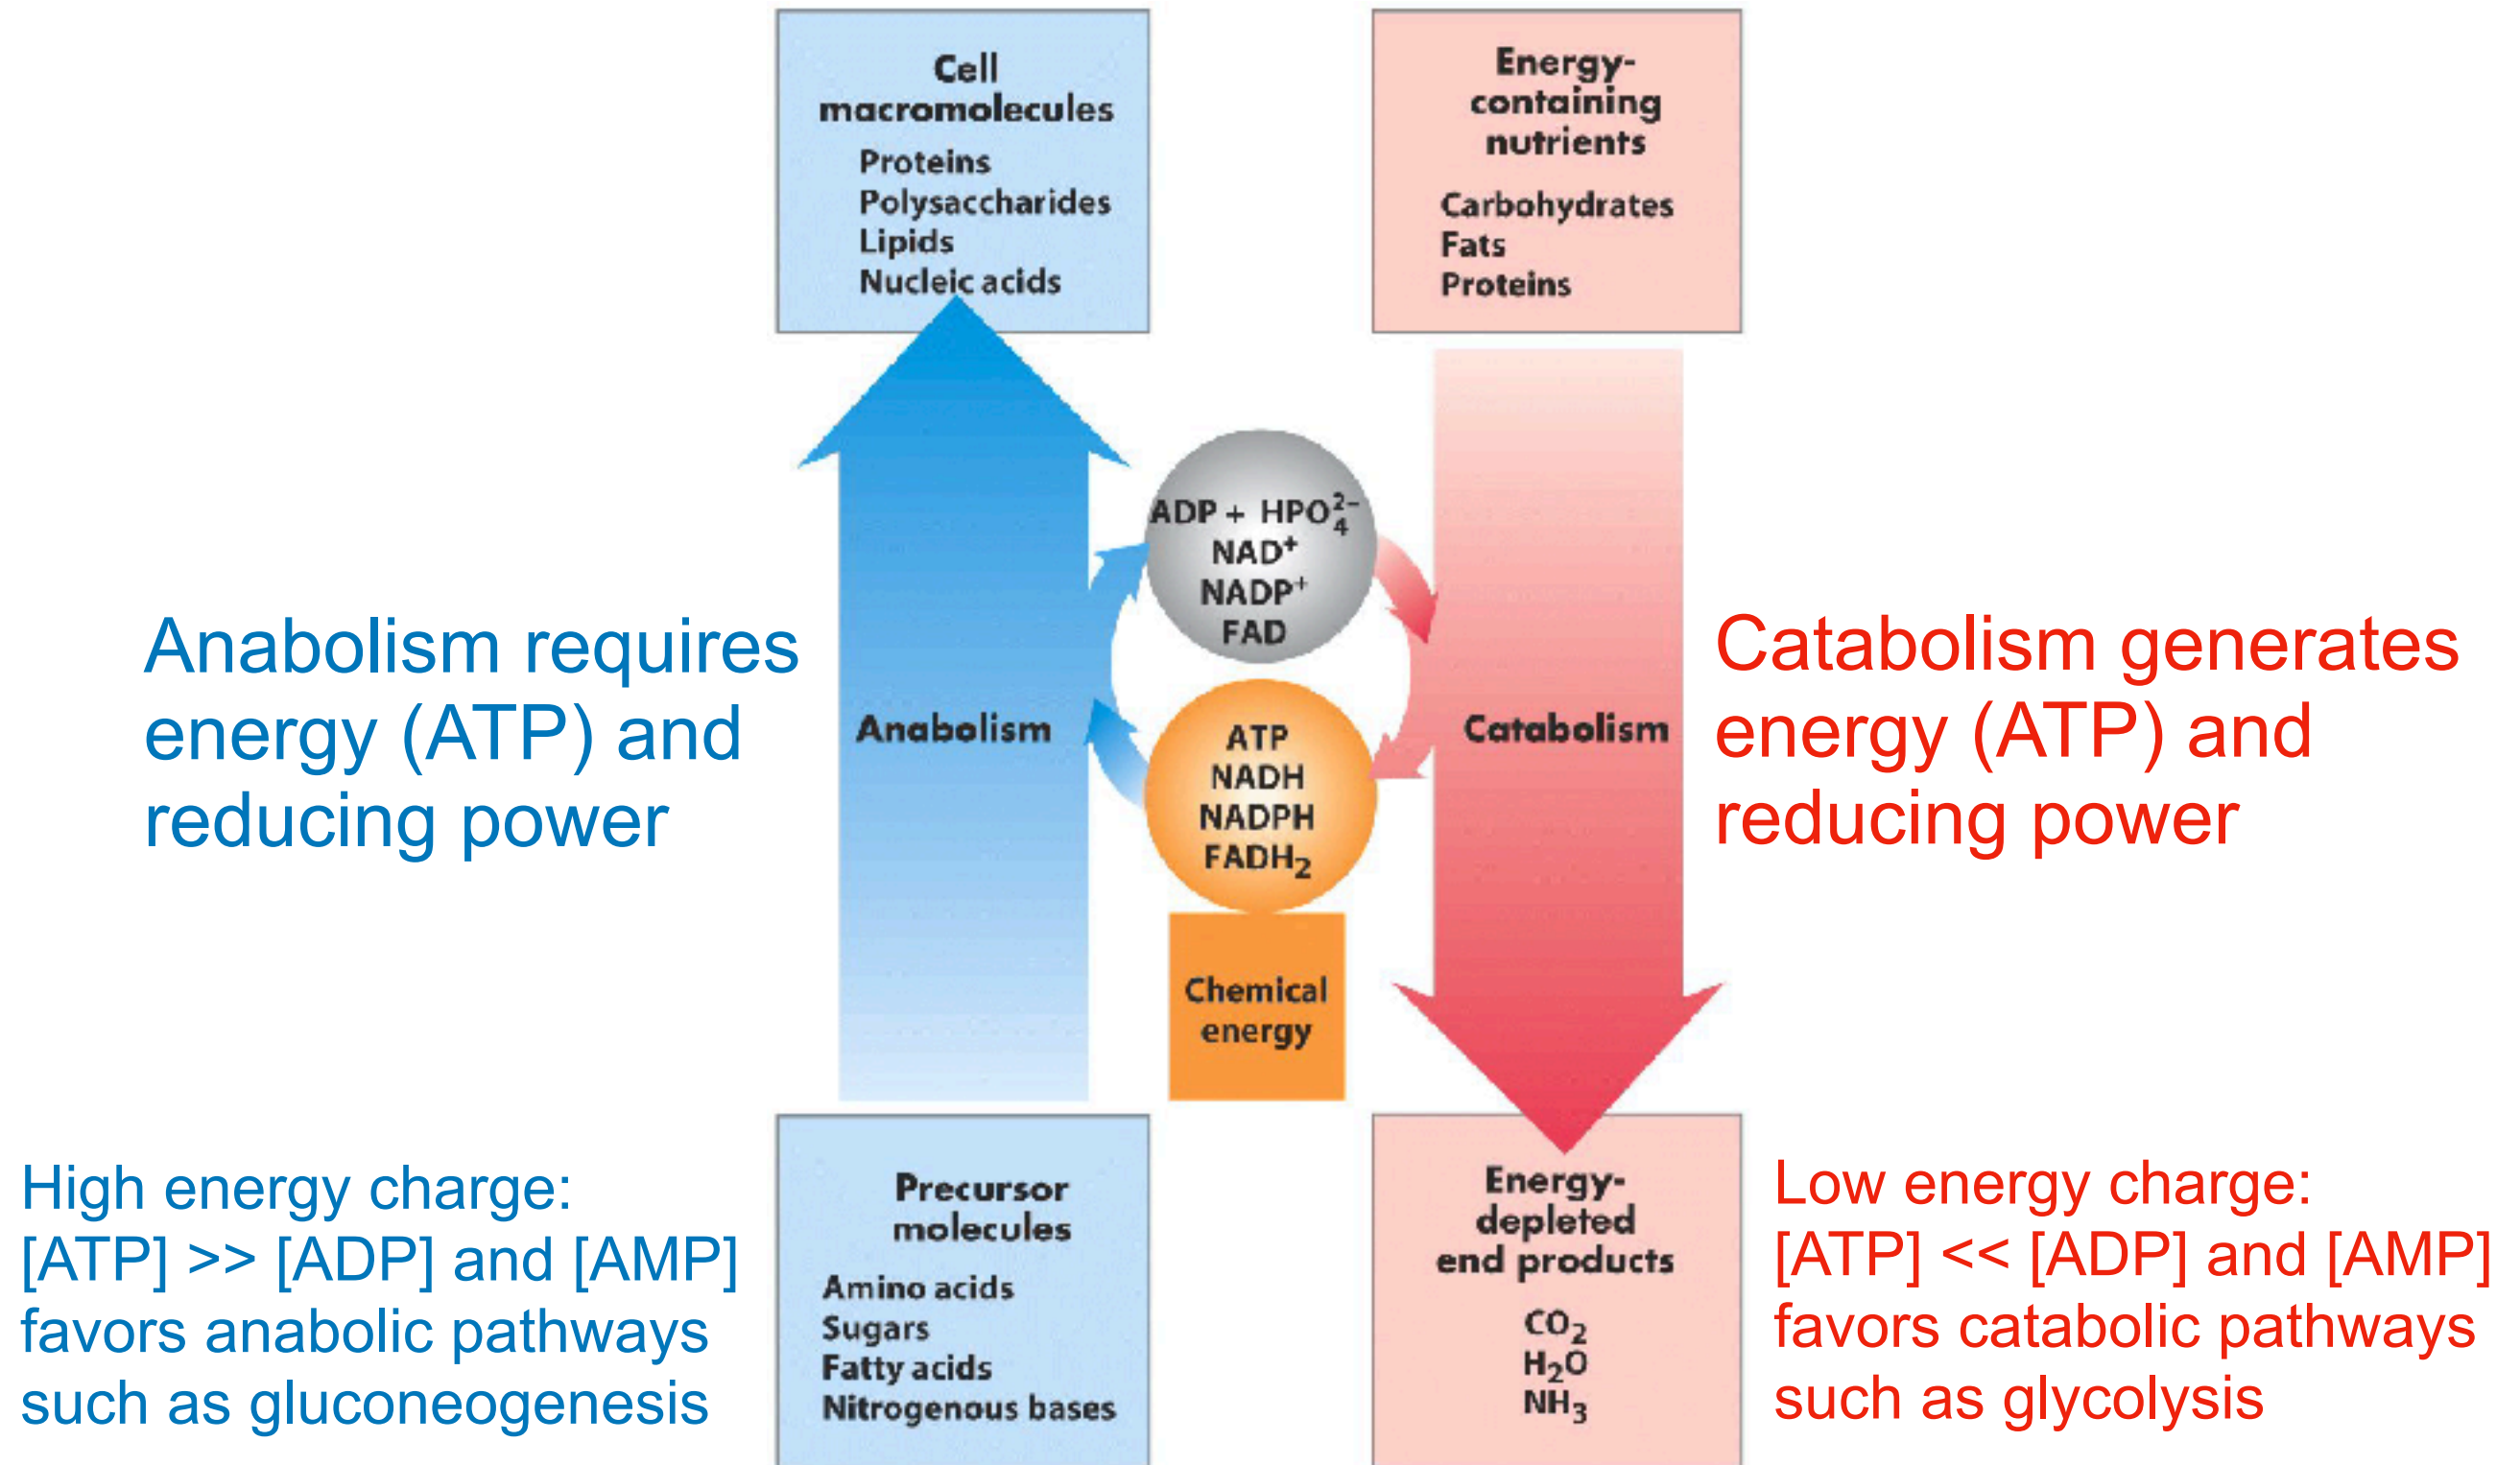 Cell
macromolecules
Proteins
Polysaccharides
Lipids
Nucleic acids
Energy-
containing
nutrients
Carbohydrates
Fats
Proteins
Anabolism requires
energy (ATP) and
reducing power
Anabolism
ADP + HPO₄²⁻
NAD⁺
NADP⁺
FAD
ATP
NADH
NADPH
FADH₂
Chemical
energy
Catabolism
Catabolism generates
energy (ATP) and
reducing power
High energy charge:
[ATP] >> [ADP] and [AMP]
favors anabolic pathways
such as gluconeogenesis
Precursor
molecules
Amino acids
Sugars
Fatty acids
Nitrogenous bases
Energy-
depleted
end products
CO₂
H₂O
NH₃
Low energy charge:
[ATP] << [ADP] and [AMP]
favors catabolic pathways
such as glycolysis